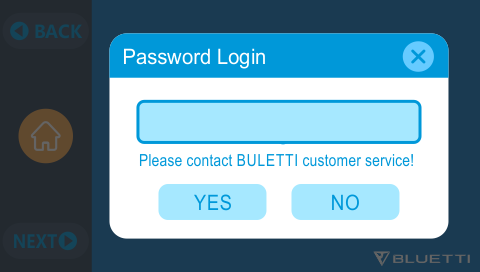 BACK
Password Login
Please contact BULETTI customer service!
YES
NO
NEXT
BLUETTI